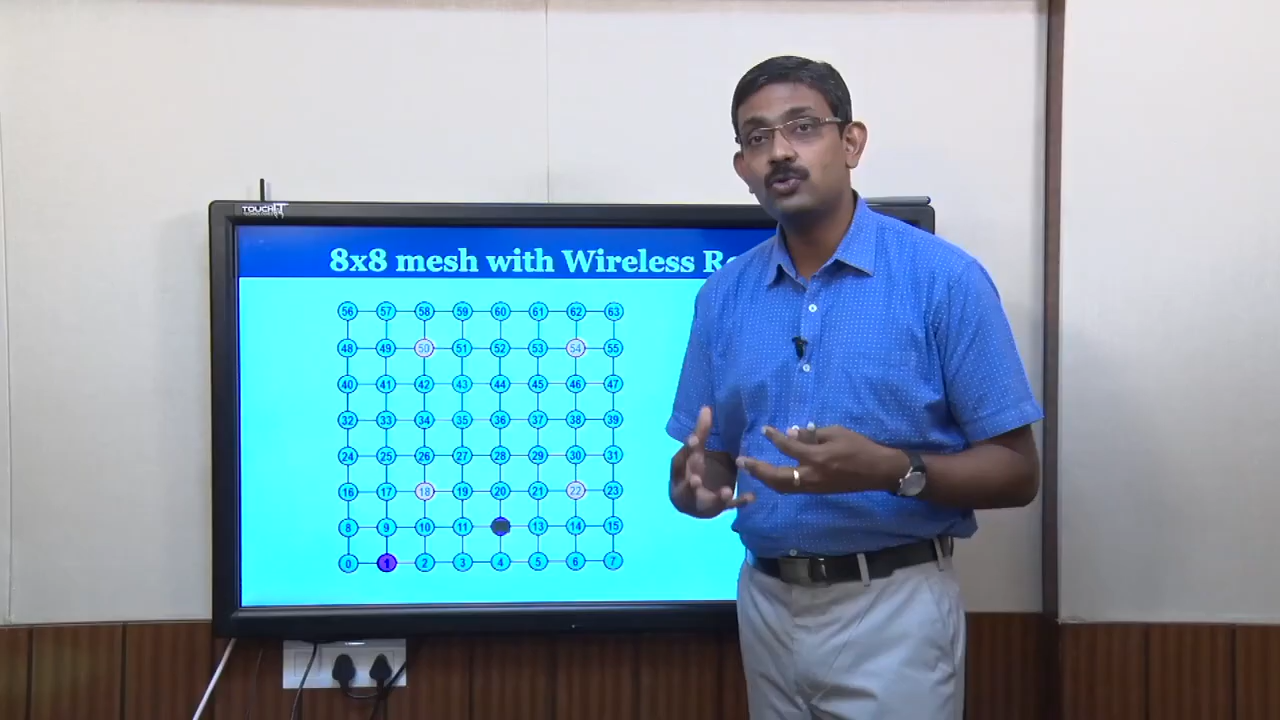 TOUCHIT
8x8 mesh with Wireless
56 57 58 59 60 61 62 63
48 49 50 51 52 53 54 55
40 41 42 43 44 45 46 47
32 33 34 35 36 37 38 39
24 25 26 27 28 29 30 31
16 17 18 19 20 21 22 23
8 9 10 11 13 14 15
0 1 2 3 4 5 6 7